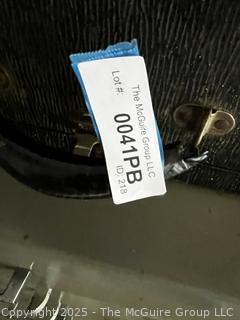 The McGuire Group LLC
Lot #:
0041PB
ID: 218
Copyright 2025 - The McGuire Group LLC